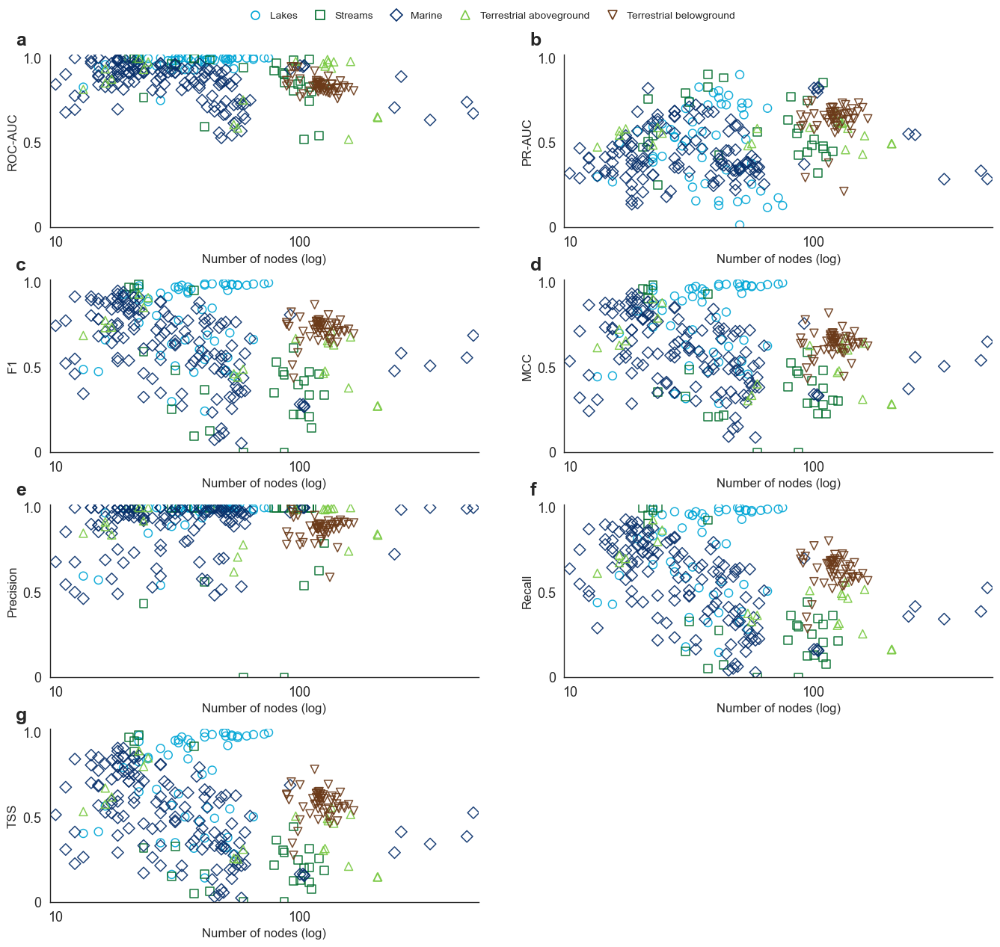 Lakes Streams Marine Terrestrial aboveground Terrestrial belowground
a
1.0
0.5
0
ROC-AUC
10 100
Number of nodes (log)
b
1.0
0.5
0
PR-AUC
10 100
Number of nodes (log)
c
1.0
0.5
0
F1
10 100
Number of nodes (log)
d
1.0
0.5
0
MCC
10 100
Number of nodes (log)
e
1.0
0.5
0
Precision
10 100
Number of nodes (log)
f
1.0
0.5
0
Recall
10 100
Number of nodes (log)
g
1.0
0.5
0
TSS
10 100
Number of nodes (log)